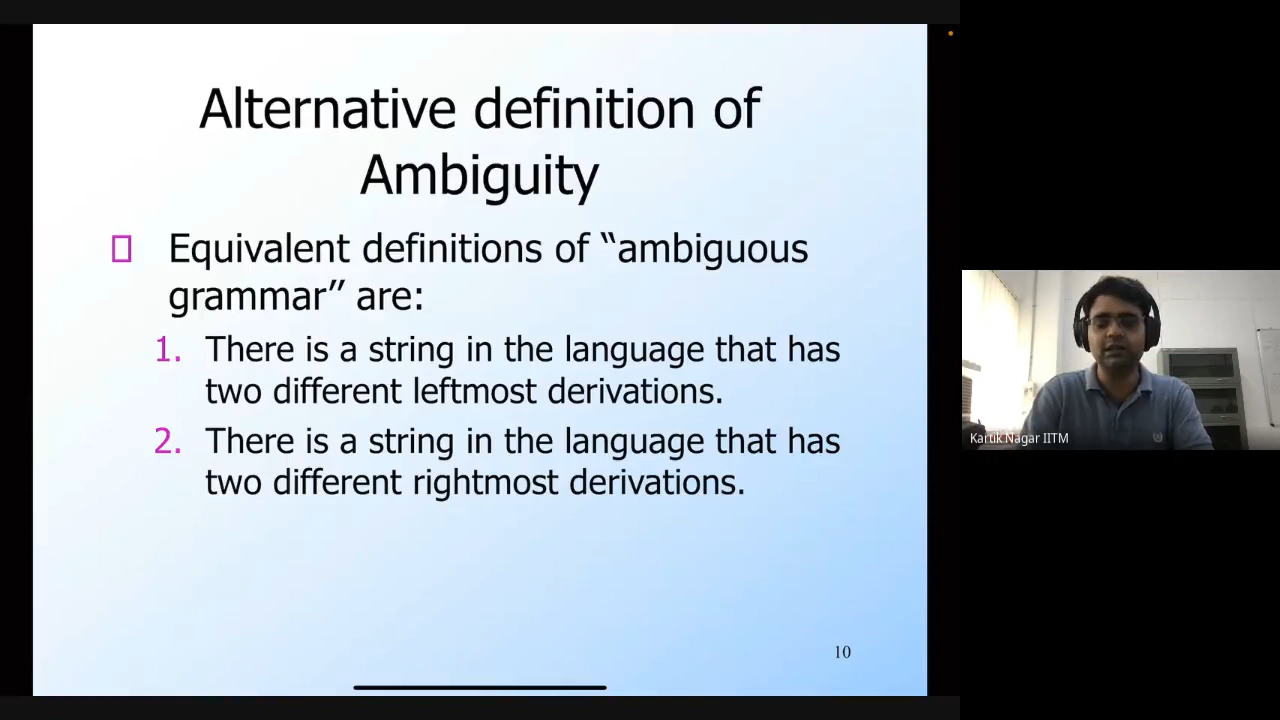 Alternative definition of
Ambiguity
Equivalent definitions of “ambiguous
grammar” are:
1. There is a string in the language that has
two different leftmost derivations.
2. There is a string in the language that has
two different rightmost derivations.
10
Kartik Nagar IITM